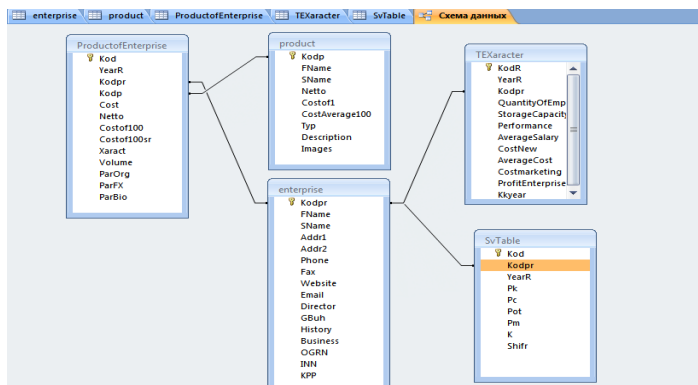 enterprise product ProductofEnterprise TEXaracter SvTable Схема данных
ProductofEnterprise
Kod
YearR
Kodpr
Kodp
Cost
Netto
Costof100
Costof100sr
Xaract
Volume
ParOrg
ParFX
ParBio
product
Kodp
FName
SName
Netto
Costof1
CostAverage100
Typ
Description
Images
enterprise
Kodpr
FName
SName
Addr1
Addr2
Phone
Fax
Website
Email
Director
GBuh
History
Business
OGRN
INN
KPP
TEXaracter
KodR
YearR
Kodpr
QuantityOfEmp
StorageCapacity
Performance
AverageSalary
CostNew
AverageCost
Costmarketing
ProfitEnterprise
Kkyear
SvTable
Kod
Kodpr
YearR
Pk
Pc
Pot
Pm
K
Shifr